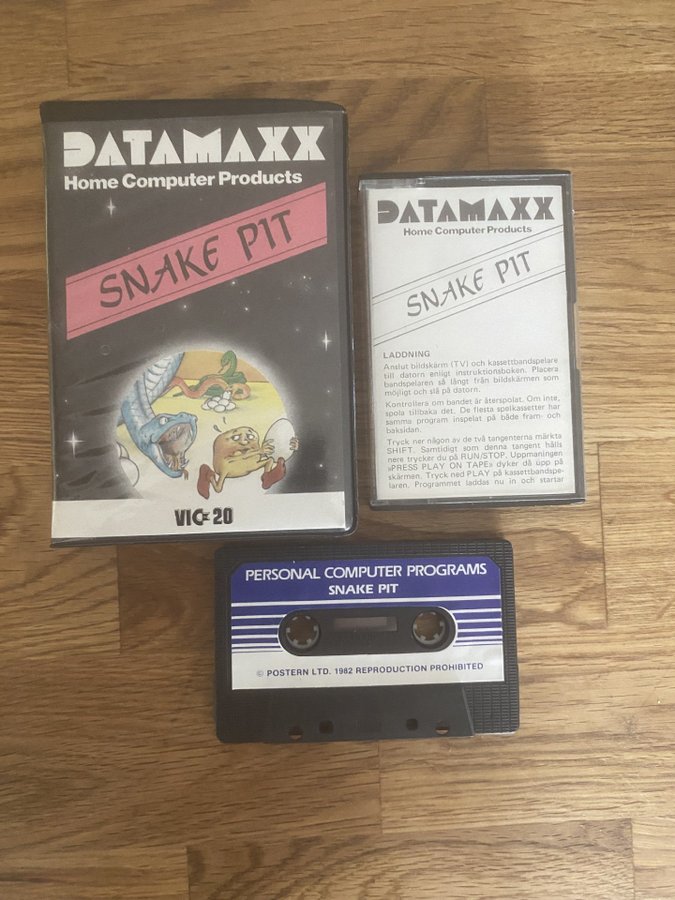 DATAMAXX
Home Computer Products
SNAKE PIT
VIC 20
DATAMAXX
Home Computer Products
SNAKE PIT
LADDNING
Anslut bildskärm (TV) och kassettbandspelare
till datorn enligt instruktionsboken. Placera
bandspelaren så långt från bildskärmen som
möjligt och slå på datorn.
Kontrollera om bandet är återspolat. Om inte,
spola tillbaka det. De flesta spelkassetter har
samma program inspelat på både fram- och
baksidan.
Tryck ner någon av de två tangenterna märkta
SHIFT. Samtidigt som denna tangent hålls
nere trycker du på RUN/STOP. Uppmaningen
»PRESS PLAY ON TAPE» dyker då upp på
skärmen. Tryck ned PLAY på kassettbandspe-
laren. Programmet laddas nu in och startar
PERSONAL COMPUTER PROGRAMS
SNAKE PIT
© POSTERN LTD. 1982 REPRODUCTION PROHIBITED